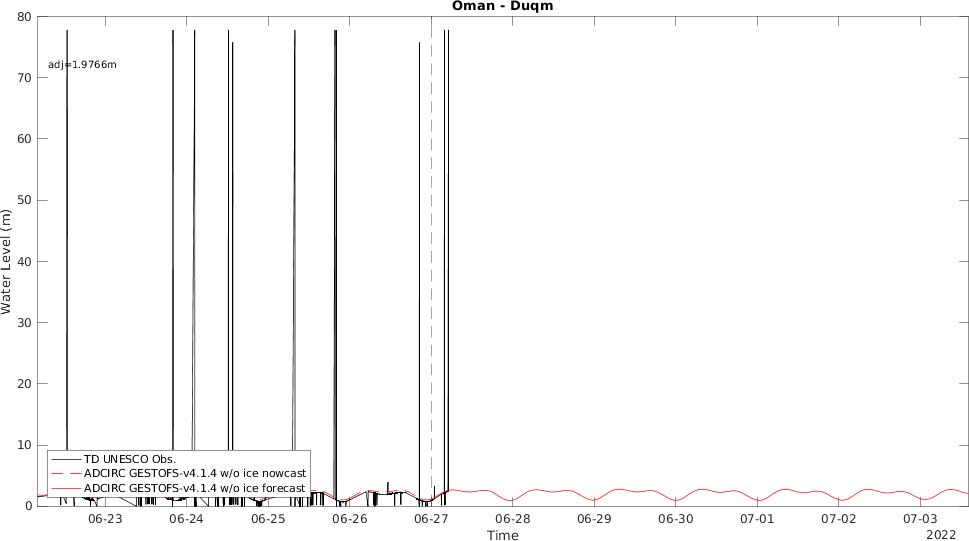 Oman - Duqm
80
70
60
50
40
30
20
10
0
Water Level (m)
adj=1.9766m
TD UNESCO Obs.
ADCIRC GESTOFS-v4.1.4 w/o ice nowcast
ADCIRC GESTOFS-v4.1.4 w/o ice forecast
06-23 06-24 06-25 06-26 06-27 06-28 06-29 06-30 07-01 07-02 07-03
Time
2022